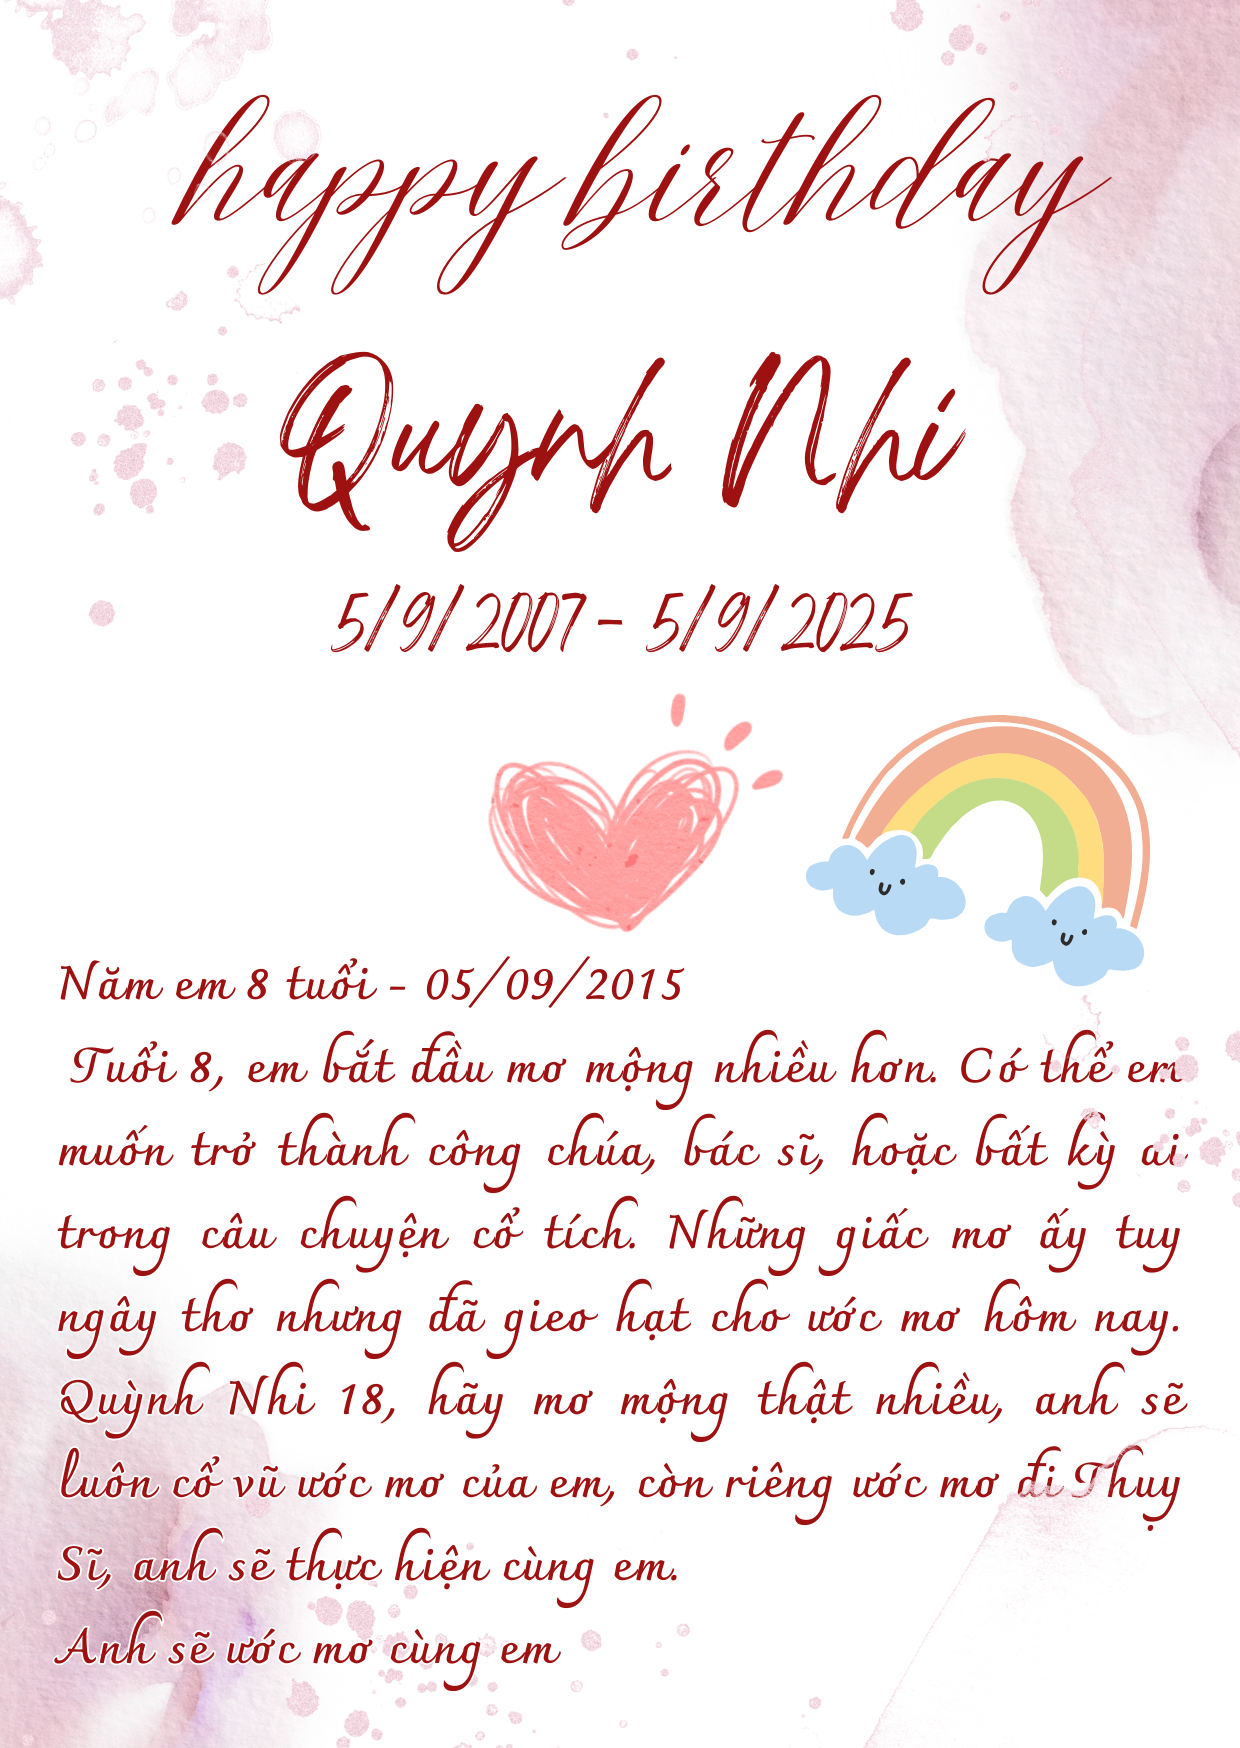 happy birthday
Quynh Nhi
5/9/2007 - 5/9/2025
Năm em 8 tuổi - 05/09/2015
Tuổi 8, em bắt đầu mơ mộng nhiều hơn. Có thể em
muốn trở thành công chúa, bác sĩ, hoặc bất kỳ ai
trong câu chuyện cổ tích. Những giấc mơ ấy tuy
ngây thơ nhưng đã gieo hạt cho ước mơ hôm nay.
Quỳnh Nhi 18, hãy mơ mộng thật nhiều, anh sẽ
luôn cổ vũ ước mơ của em, còn riêng ước mơ đi Thụy
Sĩ, anh sẽ thực hiện cùng em.
Anh sẽ ước mơ cùng em